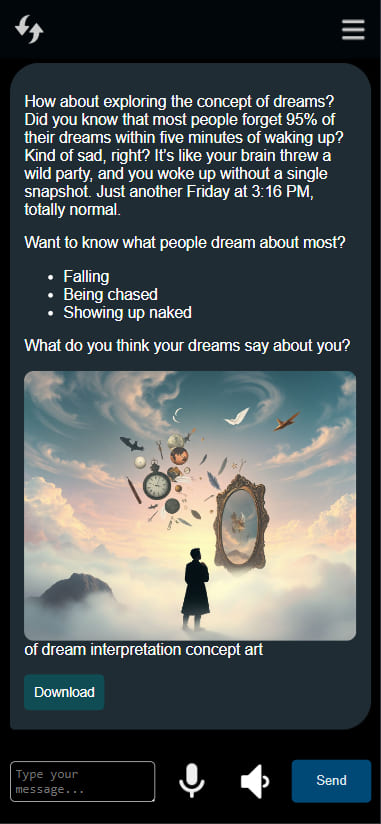 How about exploring the concept of dreams?
Did you know that most people forget 95% of
their dreams within five minutes of waking up?
Kind of sad, right? It's like your brain threw a
wild party, and you woke up without a single
snapshot. Just another Friday at 3:16 PM,
totally normal.
Want to know what people dream about most?
• Falling
• Being chased
• Showing up naked
What do you think your dreams say about you?
of dream interpretation concept art
Download
Type your
message...
Send